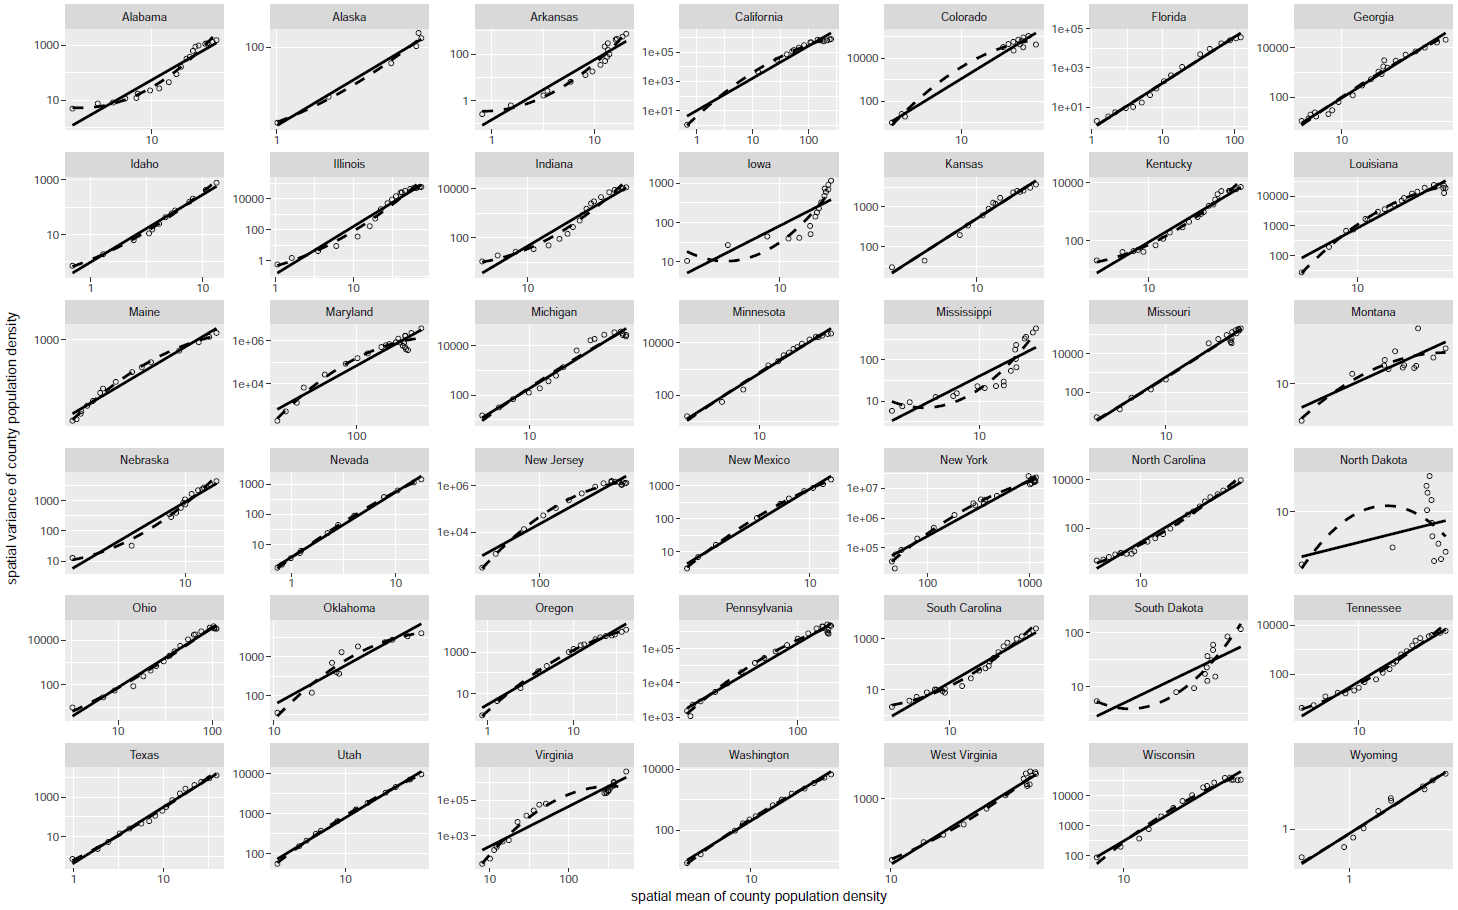 Alabama Alaska Arkansas California Colorado Florida Georgia
1000 10 10
100 1
100 1 1 10
1e+05 1e+03 1e+01 1 10 100
10000 100 10
1e+05 1e+03 1e+01 1 10 100
10000 100 10
Idaho Illinois Indiana Iowa Kansas Kentucky Louisiana
1000 10 1 10
10000 100 1 1 10
10000 100 10
1000 100 10 10
1000 100 10
10000 100 10
10000 1000 100 10
Maine Maryland Michigan Minnesota Mississippi Missouri Montana
1000
1e+06 1e+04 100
10000 100 10
10000 100 10
100 10 10
10000 100 10
10
Nebraska Nevada New Jersey New Mexico New York North Carolina North Dakota
1000 100 10 10
1000 100 10 1 10
1e+06 1e+04 100
1000 100 10 10
1e+07 1e+06 1e+05 100 1000
10000 100 10
10
Ohio Oklahoma Oregon Pennsylvania South Carolina South Dakota Tennessee
10000 100 10 100
1000 100 10
1000 10 1 10
1e+05 1e+04 1e+03 100
1000 10 10
100 10
10000 100 10
Texas Utah Virginia Washington West Virginia Wisconsin Wyoming
1000 10 1 10
10000 1000 100 10
1e+05 1e+03 10 100
10000 100 10
1000 10
10000 1000 100 10
1 1
spatial variance of county population density
spatial mean of county population density